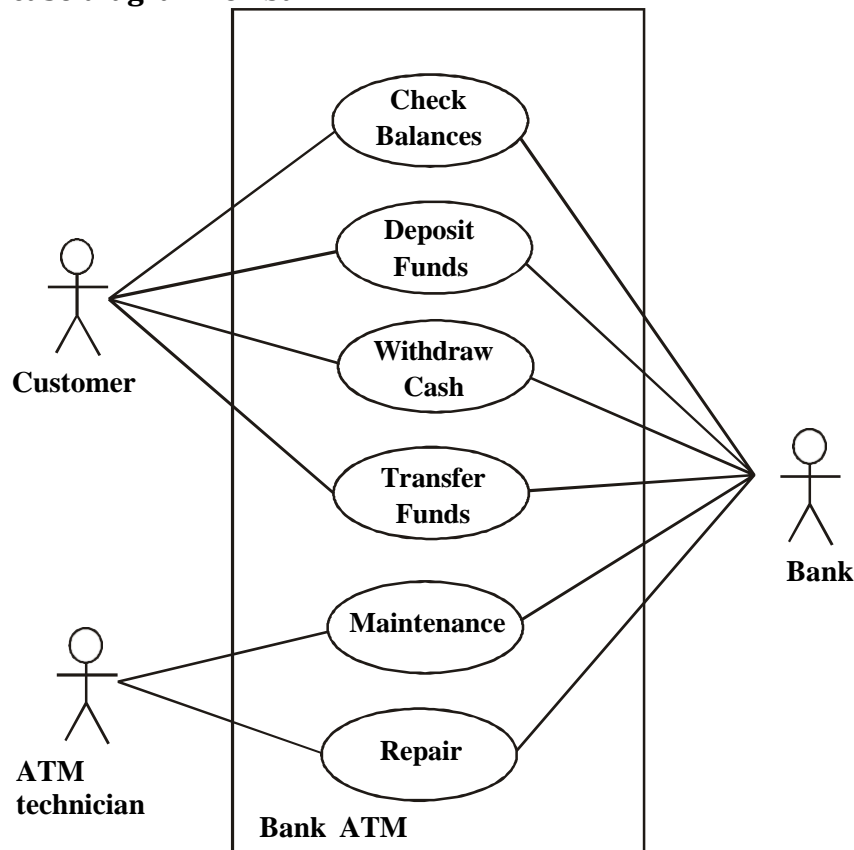 Check
Balances
Deposit
Funds
Withdraw
Cash
Customer
Transfer
Funds
Bank
Maintenance
Repair
ATM
technician
Bank ATM